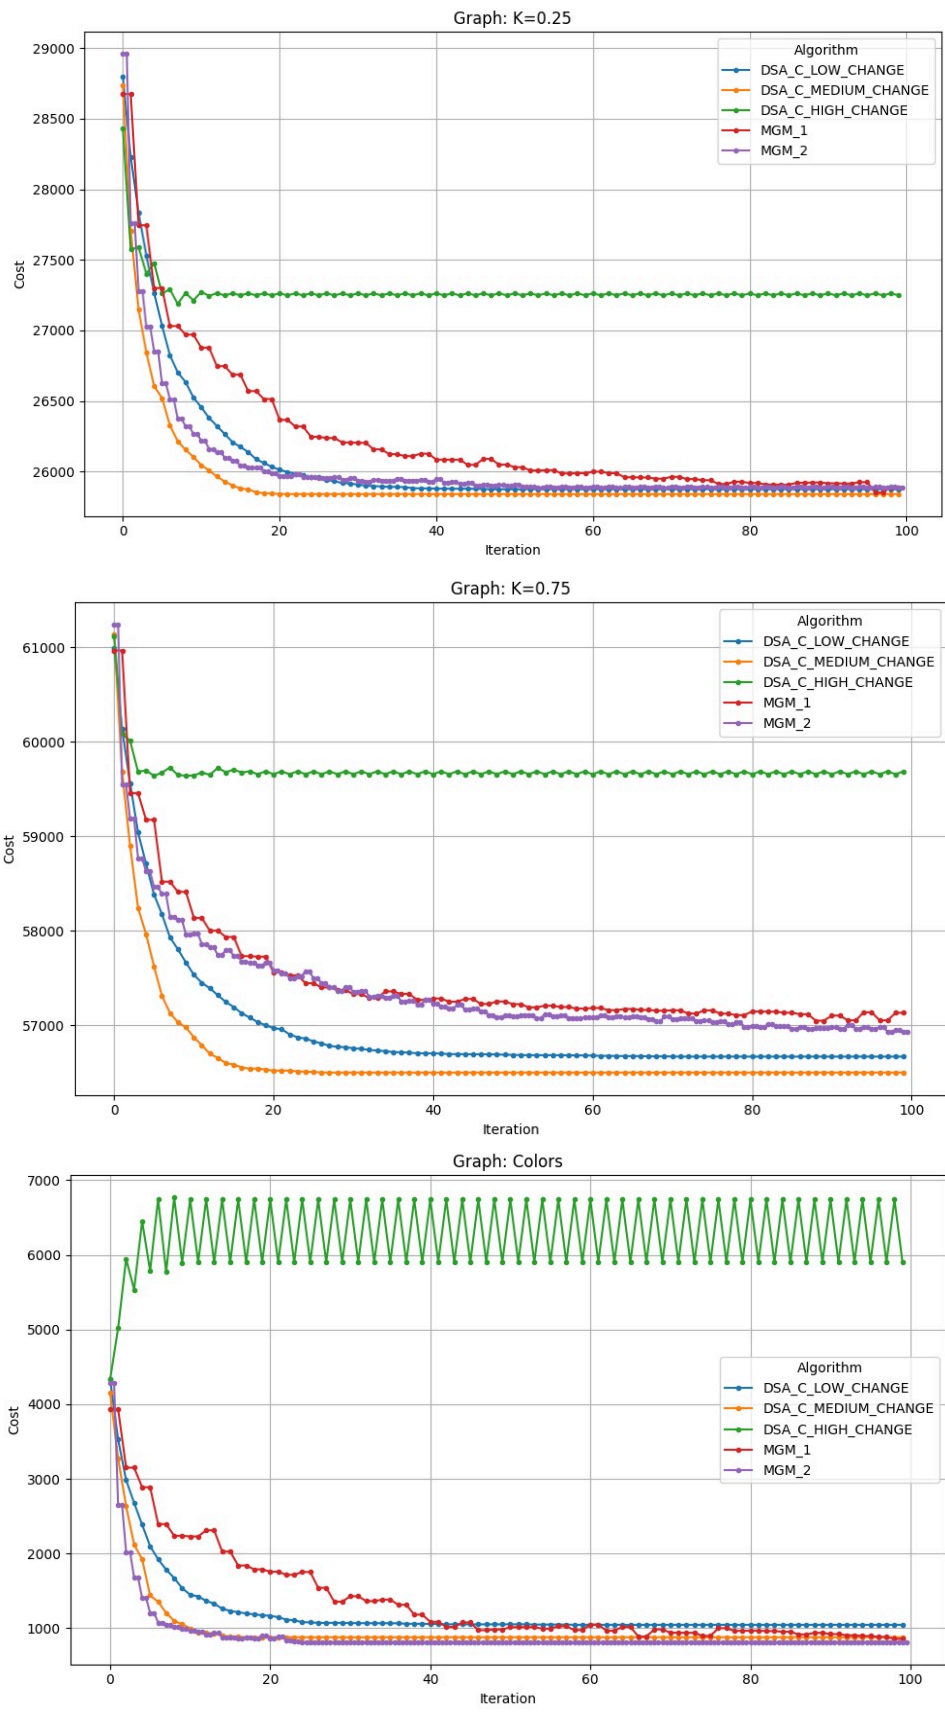 Graph: K=0.25
29000
28500
28000
27500
27000
26500
26000
Cost
0
20
40
60
80
100
Iteration
Algorithm
DSA_C_LOW_CHANGE
DSA_C_MEDIUM_CHANGE
DSA_C_HIGH_CHANGE
MGM_1
MGM_2
Graph: K=0.75
61000
60000
59000
58000
57000
Cost
0
20
40
60
80
100
Iteration
Algorithm
DSA_C_LOW_CHANGE
DSA_C_MEDIUM_CHANGE
DSA_C_HIGH_CHANGE
MGM_1
MGM_2
Graph: Colors
7000
6000
5000
4000
3000
2000
1000
Cost
0
20
40
60
80
100
Iteration
Algorithm
DSA_C_LOW_CHANGE
DSA_C_MEDIUM_CHANGE
DSA_C_HIGH_CHANGE
MGM_1
MGM_2